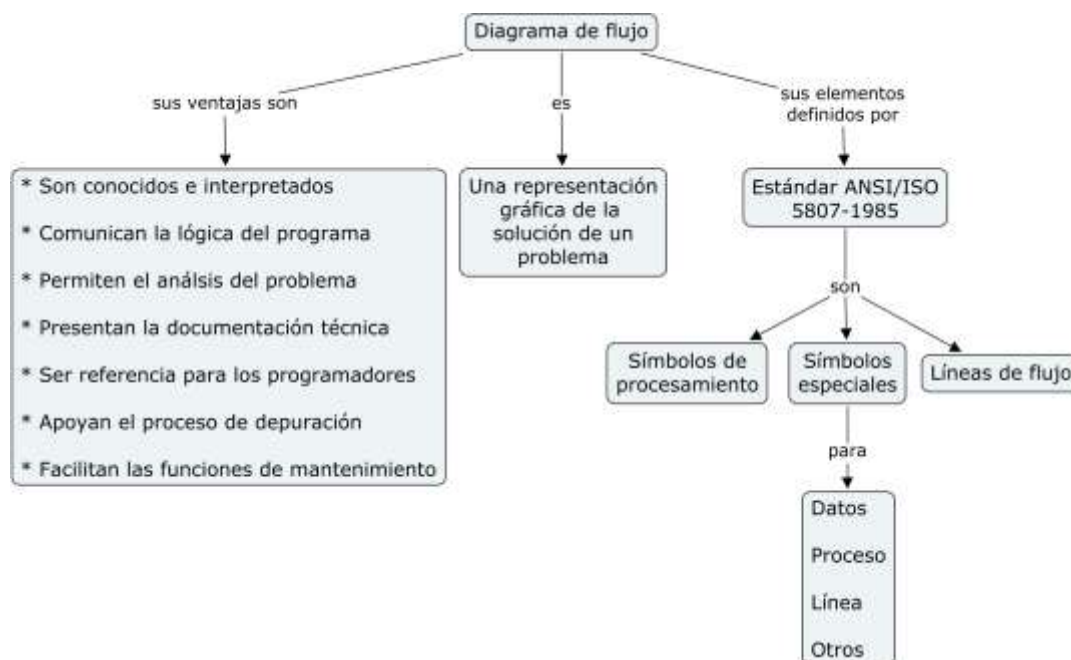 Diagrama de flujo
sus ventajas son
es
sus elementos
definidos por
* Son conocidos e interpretados
* Comunican la lógica del programa
* Permiten el análsis del problema
* Presentan la documentación técnica
* Ser referencia para los programadores
* Apoyan el proceso de depuración
* Facilitan las funciones de mantenimiento
Una representación
gráfica de la
solución de un
problema
Estándar ANSI/ISO
5807-1985
son
Símbolos de
procesamiento
Símbolos
especiales
Líneas de flujo
para
Datos
Proceso
Línea
Otros